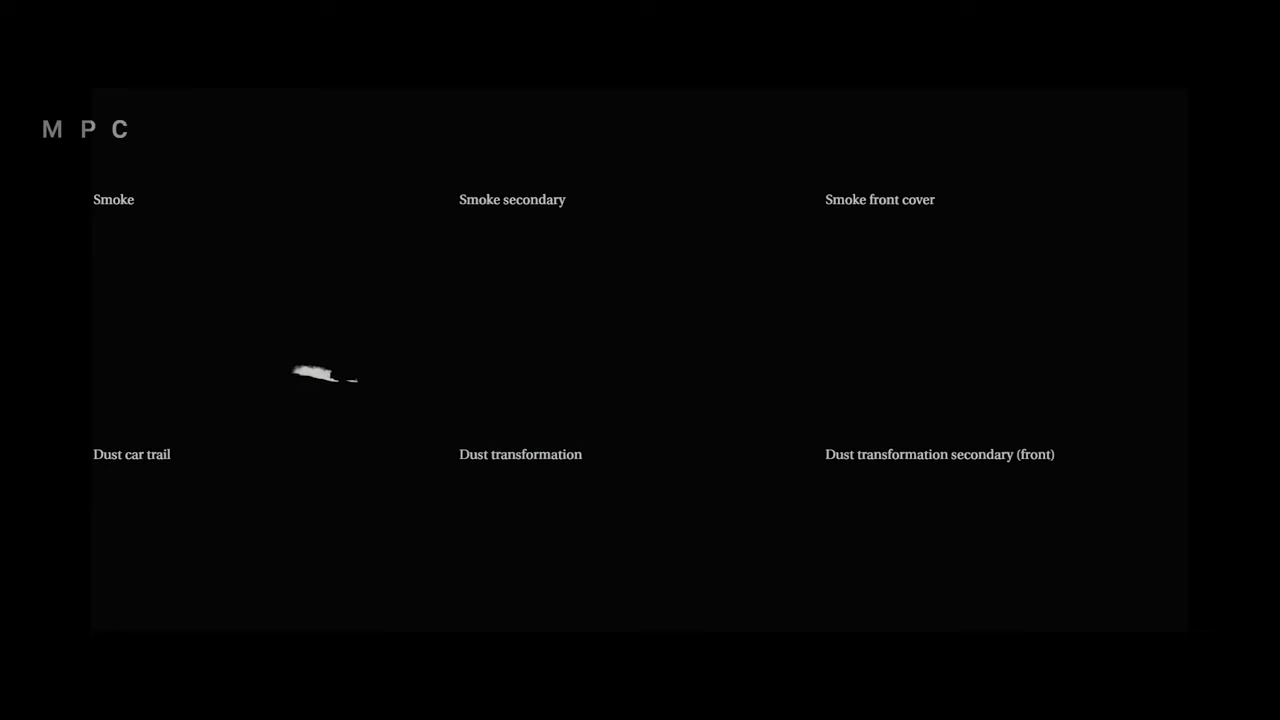 M P C
Smoke
Smoke secondary
Smoke front cover
Dust car trail
Dust transformation
Dust transformation secondary (front)